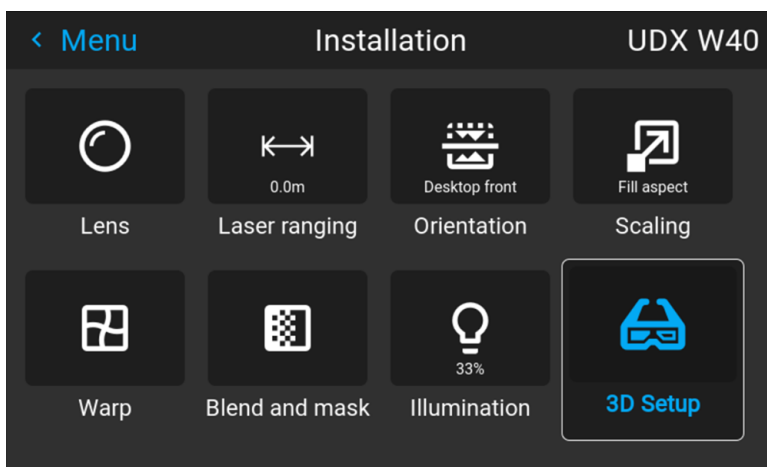 Menu Installation UDX W40
0.0m Desktop front Fill aspect
Lens Laser ranging Orientation Scaling
33%
Warp Blend and mask Illumination 3D Setup